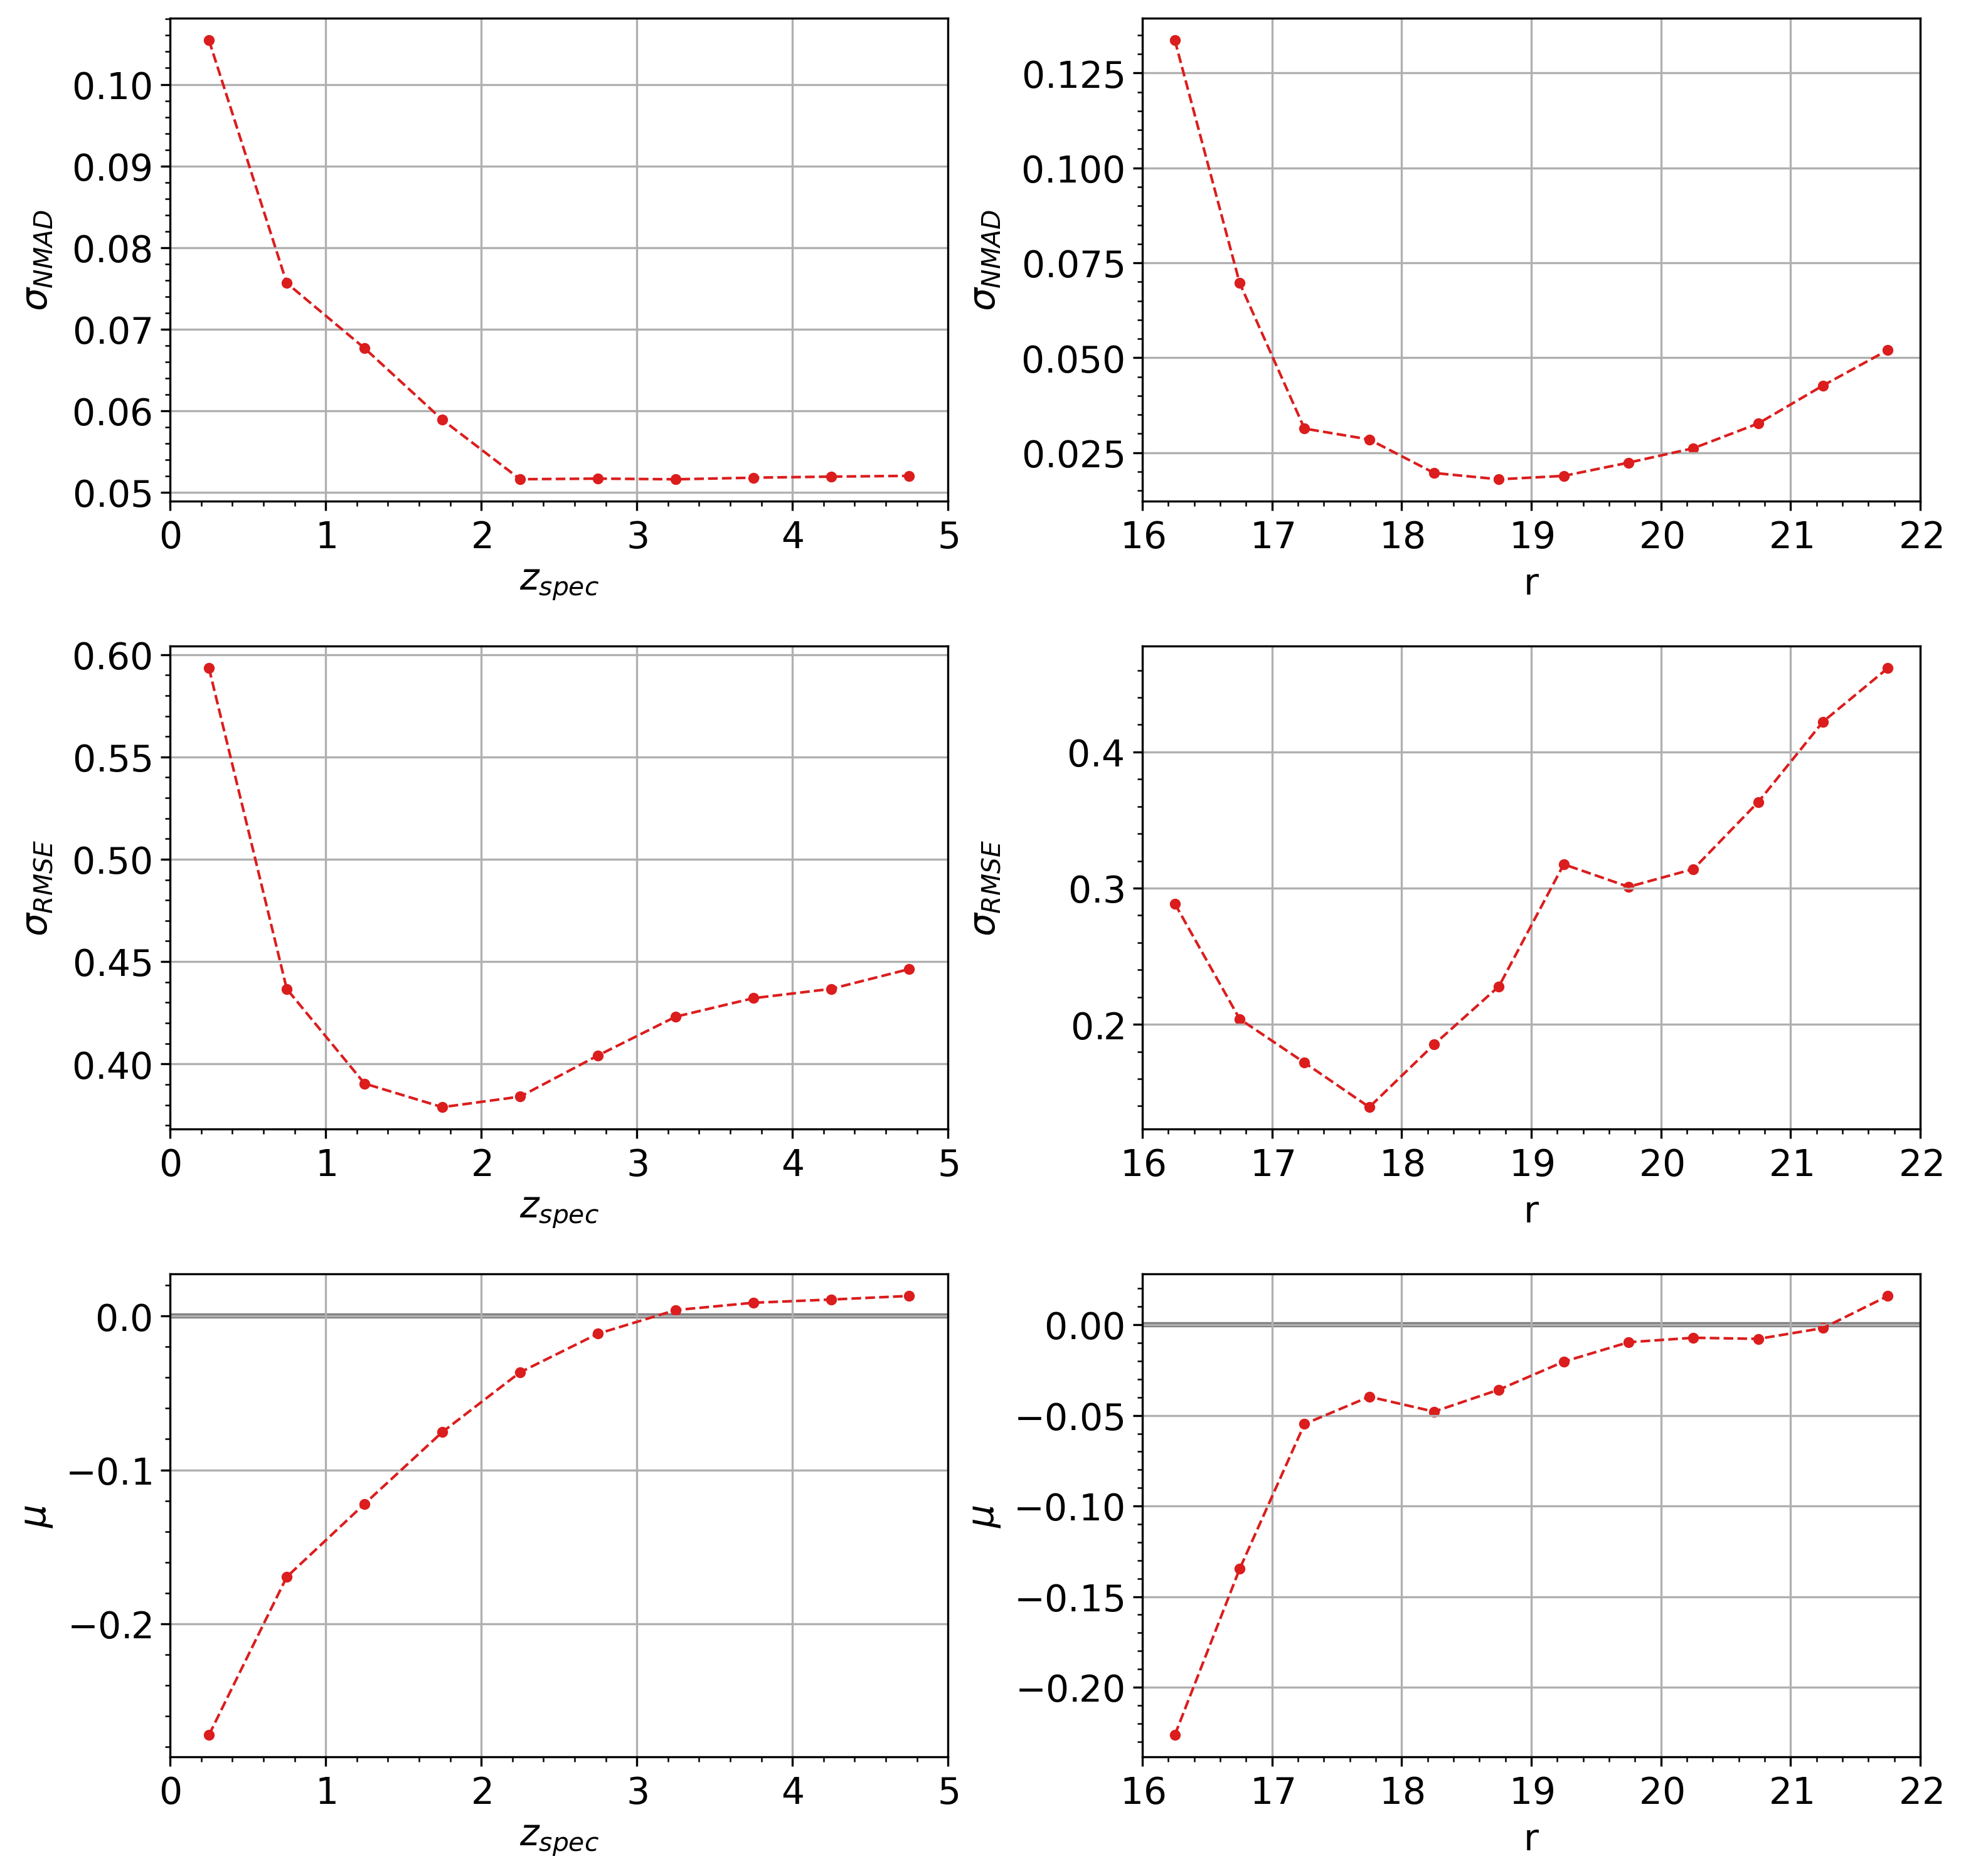 0.10
0.09
0.08
0.07
0.06
0.05
σ_NMAD
0 1 2 3 4 5
z_spec
0.125
0.100
0.075
0.050
0.025
σ_NMAD
16 17 18 19 20 21 22
r
0.60
0.55
0.50
0.45
0.40
σ_RMSE
0 1 2 3 4 5
z_spec
0.4
0.3
0.2
σ_RMSE
16 17 18 19 20 21 22
r
0.0
−0.1
−0.2
μ
0 1 2 3 4 5
z_spec
0.00
−0.05
−0.10
−0.15
−0.20
μ
16 17 18 19 20 21 22
r